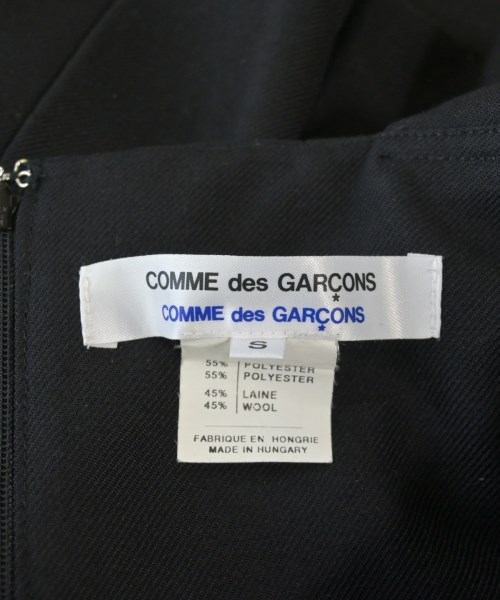 COMME des GARÇONS
COMME des GARÇONS
S
55% POLYESTER
55% POLYESTER
45% LAINE
45% WOOL
FABRIQUE EN HONGRIE
MADE IN HUNGARY